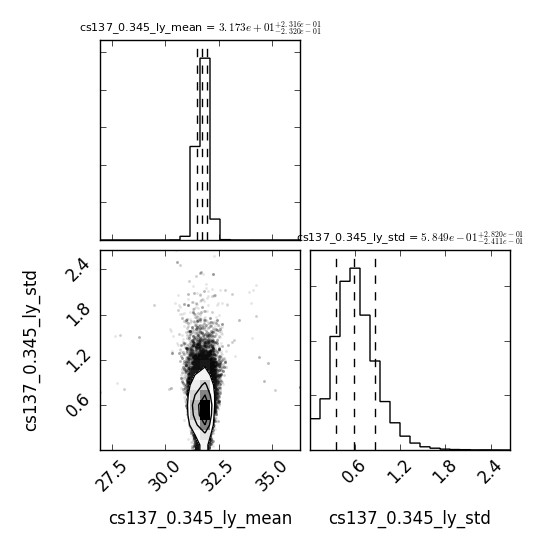 cs137_0.345_ly_mean = 3.173e+01 +2.316e−01 −2.320e−01
cs137_0.345_ly_std = 5.849e−01 +2.820e−01 −2.411e−01
cs137_0.345_ly_std
2.4
1.8
1.2
0.6
27.5 30.0 32.5 35.0
0.6 1.2 1.8 2.4
cs137_0.345_ly_mean
cs137_0.345_ly_std